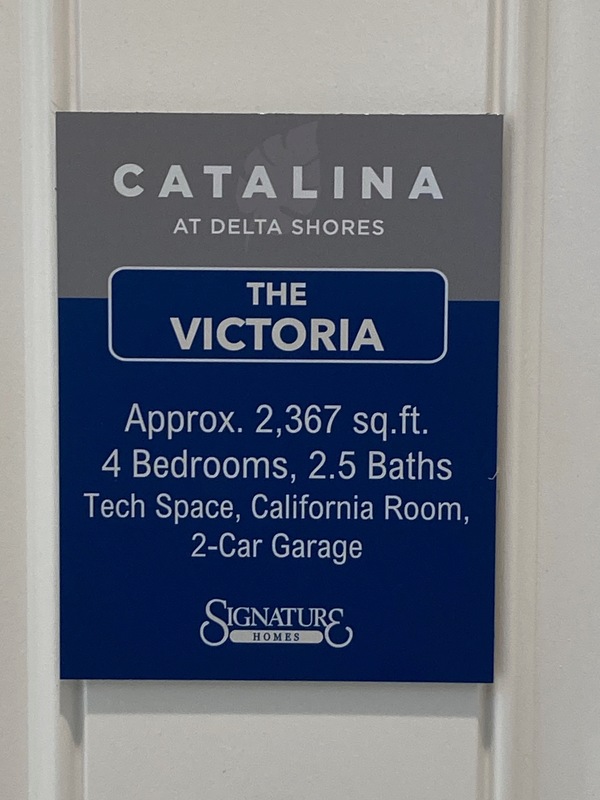 CATALINA
AT DELTA SHORES
THE
VICTORIA
Approx. 2,367 sq.ft.
4 Bedrooms, 2.5 Baths
Tech Space, California Room,
2-Car Garage
SIGNATURE
HOMES